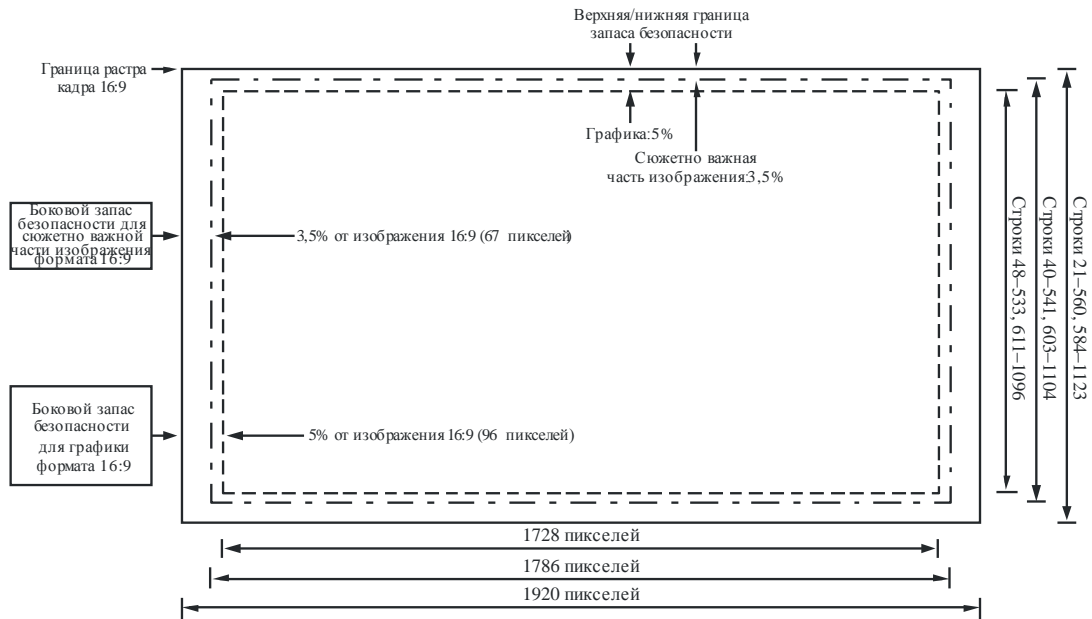 Верхняя/нижняя граница
запаса безопасности
Граница растра
кадра 16:9
Графика:5%
Сюжетно важная
часть изображения:3,5%
Боковой запас
безопасности для
сюжетно важной
части изображения
формата 16:9
3,5% от изображения 16:9 (67 пикселей)
Боковой запас
безопасности
для графики
формата 16:9
5% от изображения 16:9 (96 пикселей)
Строки 48–533, 611–1096
Строки 40–541, 603–1104
Строки 21–560, 584–1123
1728 пикселей
1786 пикселей
1920 пикселей